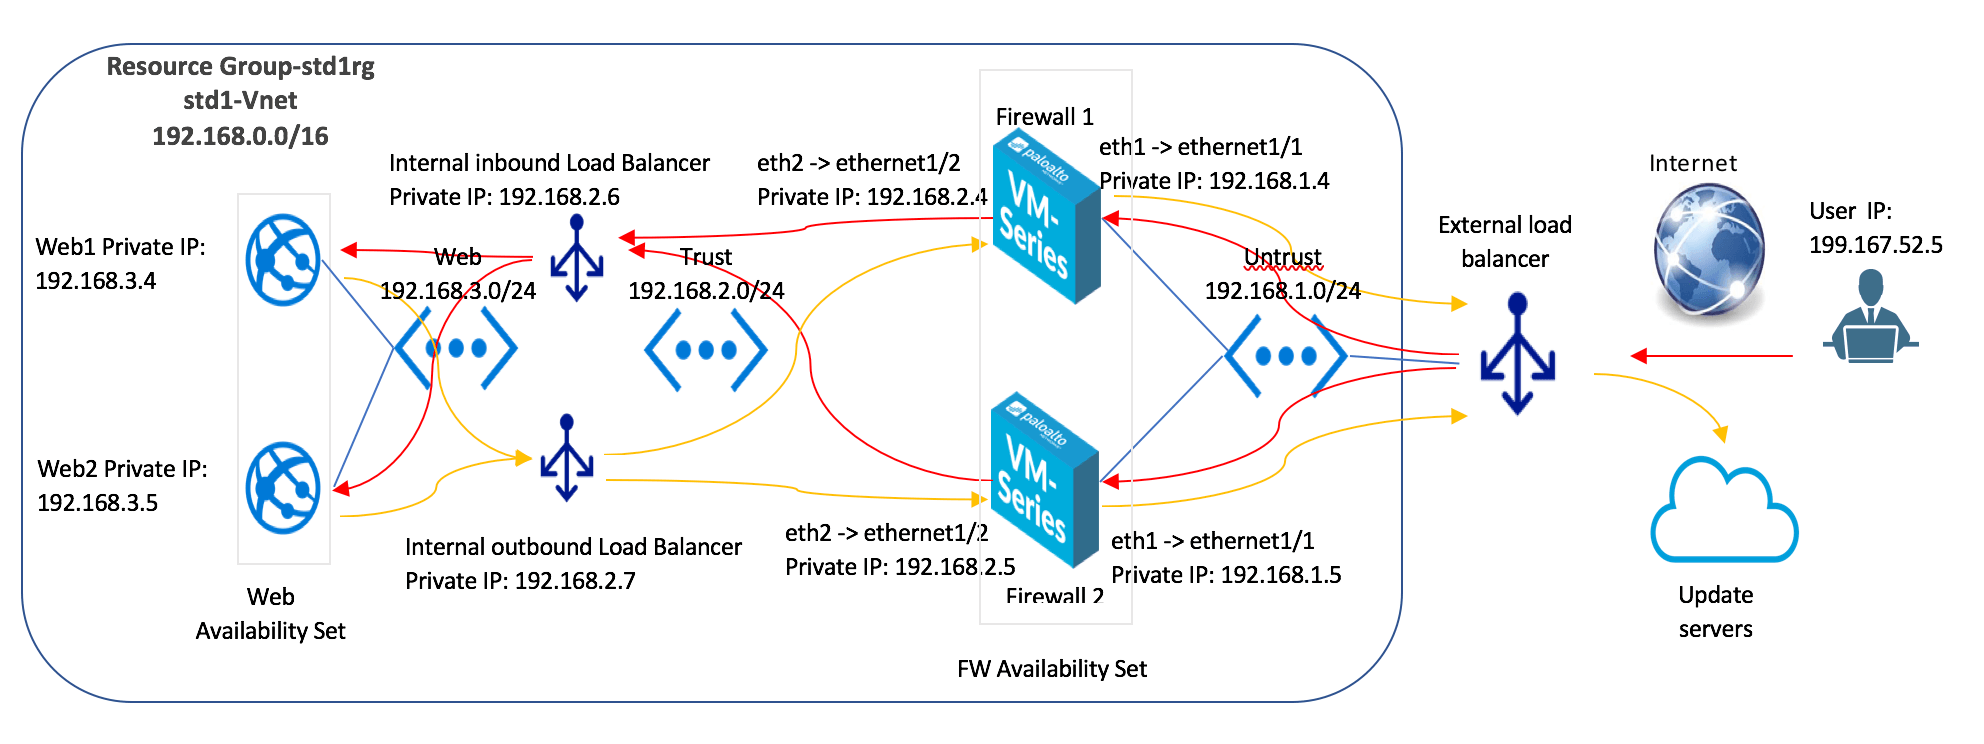 Resource Group-std1rg
std1-Vnet
192.168.0.0/16
Web1 Private IP:
192.168.3.4
Web2 Private IP:
192.168.3.5
Web
Availability Set
Internal inbound Load Balancer
Private IP: 192.168.2.6
Web
192.168.3.0/24
Trust
192.168.2.0/24
Internal outbound Load Balancer
Private IP: 192.168.2.7
eth2 -> ethernet1/2
Private IP: 192.168.2.4
Firewall 1
paloalto
VM-
Series
eth1 -> ethernet1/1
Private IP: 192.168.1.4
Untrust
192.168.1.0/24
paloalto
VM-
Series
eth2 -> ethernet1/2
Private IP: 192.168.2.5
Firewall 2
eth1 -> ethernet1/1
Private IP: 192.168.1.5
FW Availability Set
External load
balancer
Internet
User IP:
199.167.52.5
Update
servers